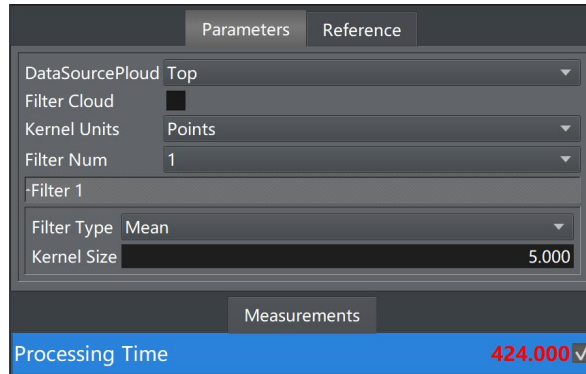 Parameters Reference
DataSourcePloud Top
Filter Cloud
Kernel Units Points
Filter Num 1
-Filter 1
Filter Type Mean
Kernel Size 5.000
Measurements
Processing Time 424.000